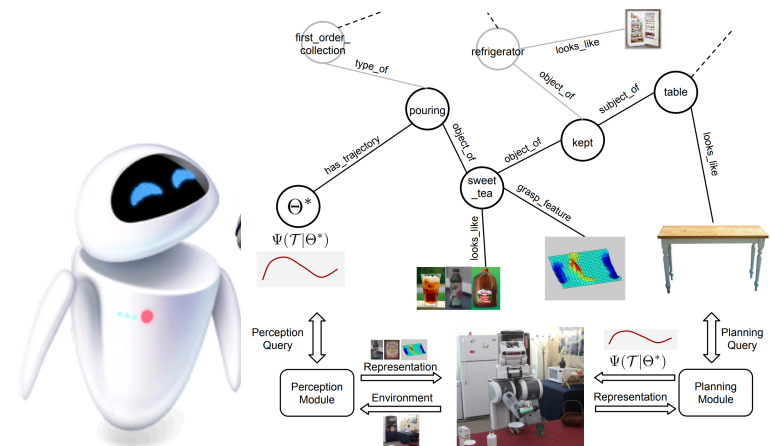 first_order_
collection
type_of
refrigerator
looks_like
object_of
subject_of
table
pouring
has_trajectory
object_of
object_of
kept
looks_like
Θ*
sweet
_tea
grasp_feature
looks_like
Ψ(𝒯|Θ*)
Perception
Query
Perception
Module
Representation
Environment
Ψ(𝒯|Θ*)
Representation
Planning
Query
Planning
Module